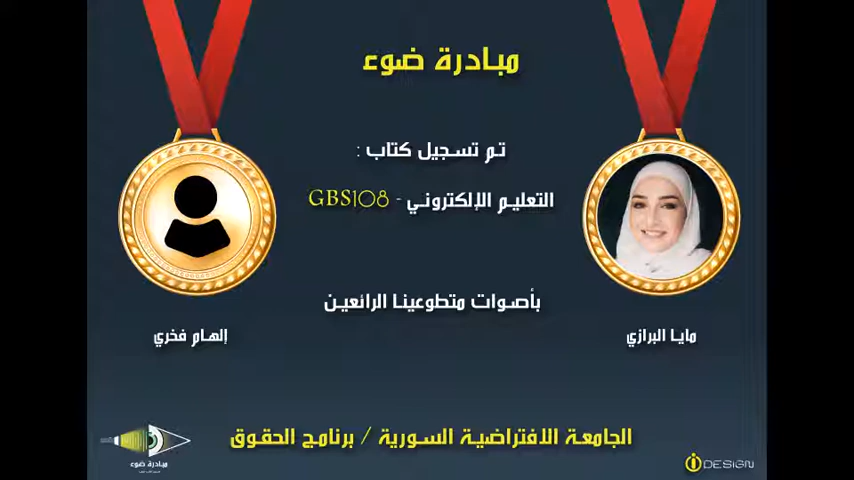 مبادرة ضوء
تم تسجيل كتاب :
التعليم الإلكتروني - GBS108
بأصوات متطوعينا الرائعين
مايا البرازي
إلهام فخري
الجامعة الافتراضية السورية / برنامج الحقوق
مبادرة ضوء
iDESIGN